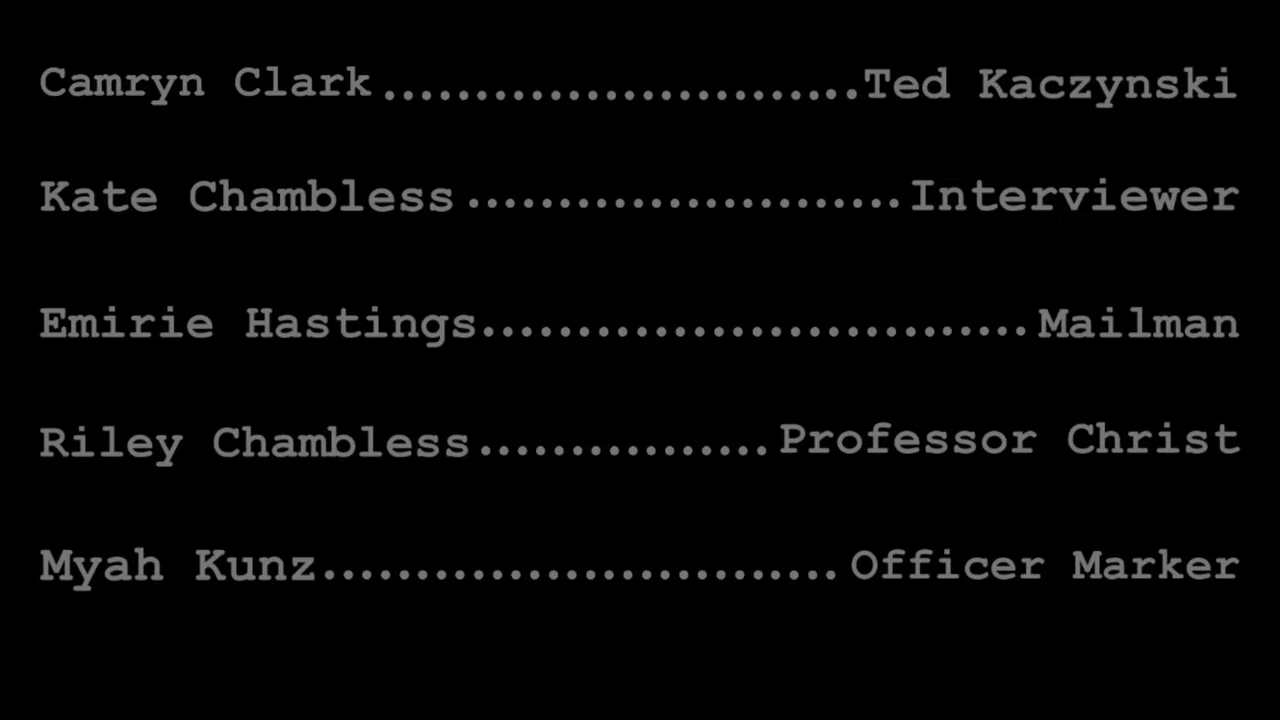 Camryn Clark..........................Ted Kaczynski
Kate Chambless........................Interviewer
Emirie Hastings..............................Mailman
Riley Chambless................Professor Christ
Myah Kunz............................Officer Marker